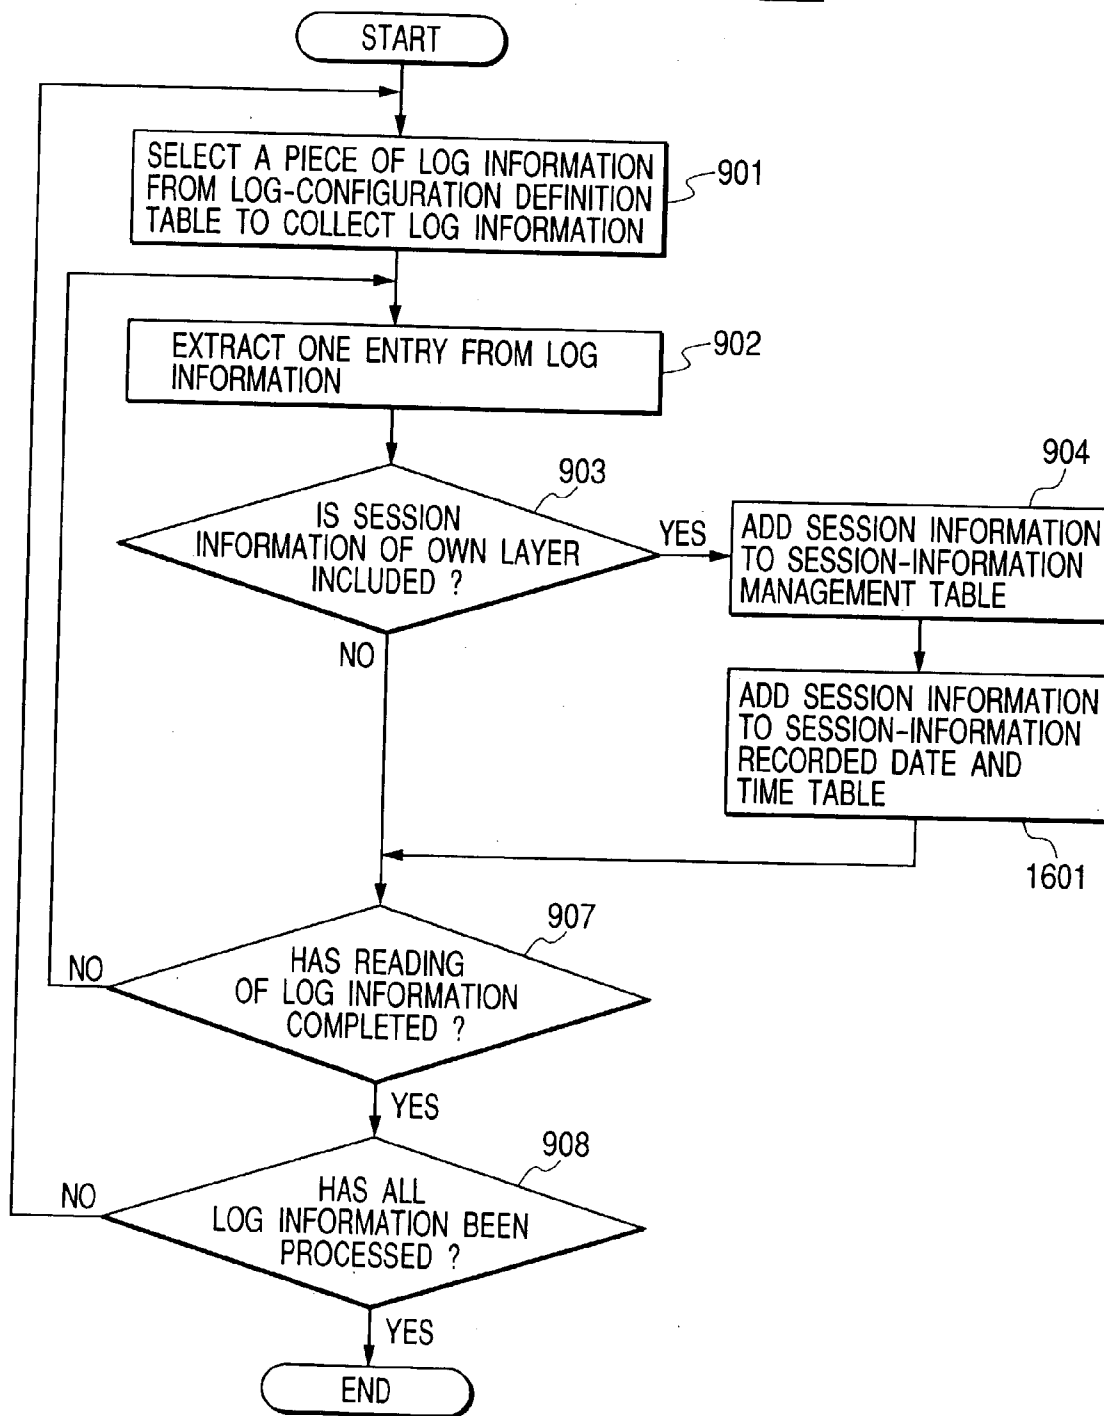 START
SELECT A PIECE OF LOG INFORMATION
FROM LOG-CONFIGURATION DEFINITION
TABLE TO COLLECT LOG INFORMATION
901
EXTRACT ONE ENTRY FROM LOG
INFORMATION
902
903
IS SESSION
INFORMATION OF OWN LAYER
INCLUDED ?
YES
NO
904
ADD SESSION INFORMATION
TO SESSION-INFORMATION
MANAGEMENT TABLE
ADD SESSION INFORMATION
TO SESSION-INFORMATION
RECORDED DATE AND
TIME TABLE
1601
907
HAS READING
OF LOG INFORMATION
COMPLETED ?
NO
YES
908
HAS ALL
LOG INFORMATION BEEN
PROCESSED ?
NO
YES
END